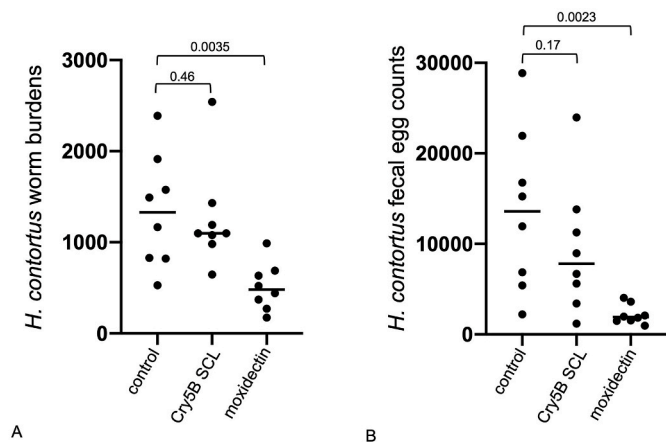 0.0035
0.46
3000
2000
1000
0
H. contortus worm burdens
control
Cry5B SCL
moxidectin
A
0.0023
0.17
30000
20000
10000
0
H. contortus fecal egg counts
control
Cry5B SCL
moxidectin
B